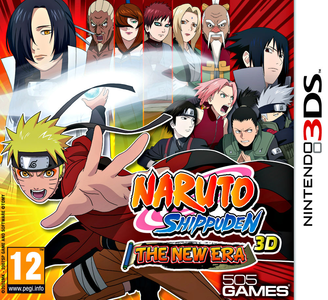 NINTENDO 3DS
NARUTO
SHIPPUDEN
3D
THE NEW ERA
505
GAMES
12
www.pegi.info